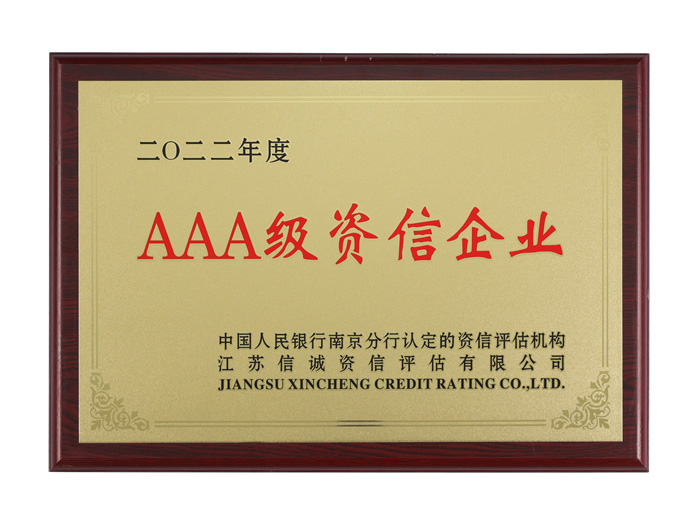 二〇二二年度
AAA级资信企业
中国人民银行南京分行认定的资信评估机构
江苏信诚资信评估有限公司
JIANGSU XINCHENG CREDIT RATING CO.,LTD.